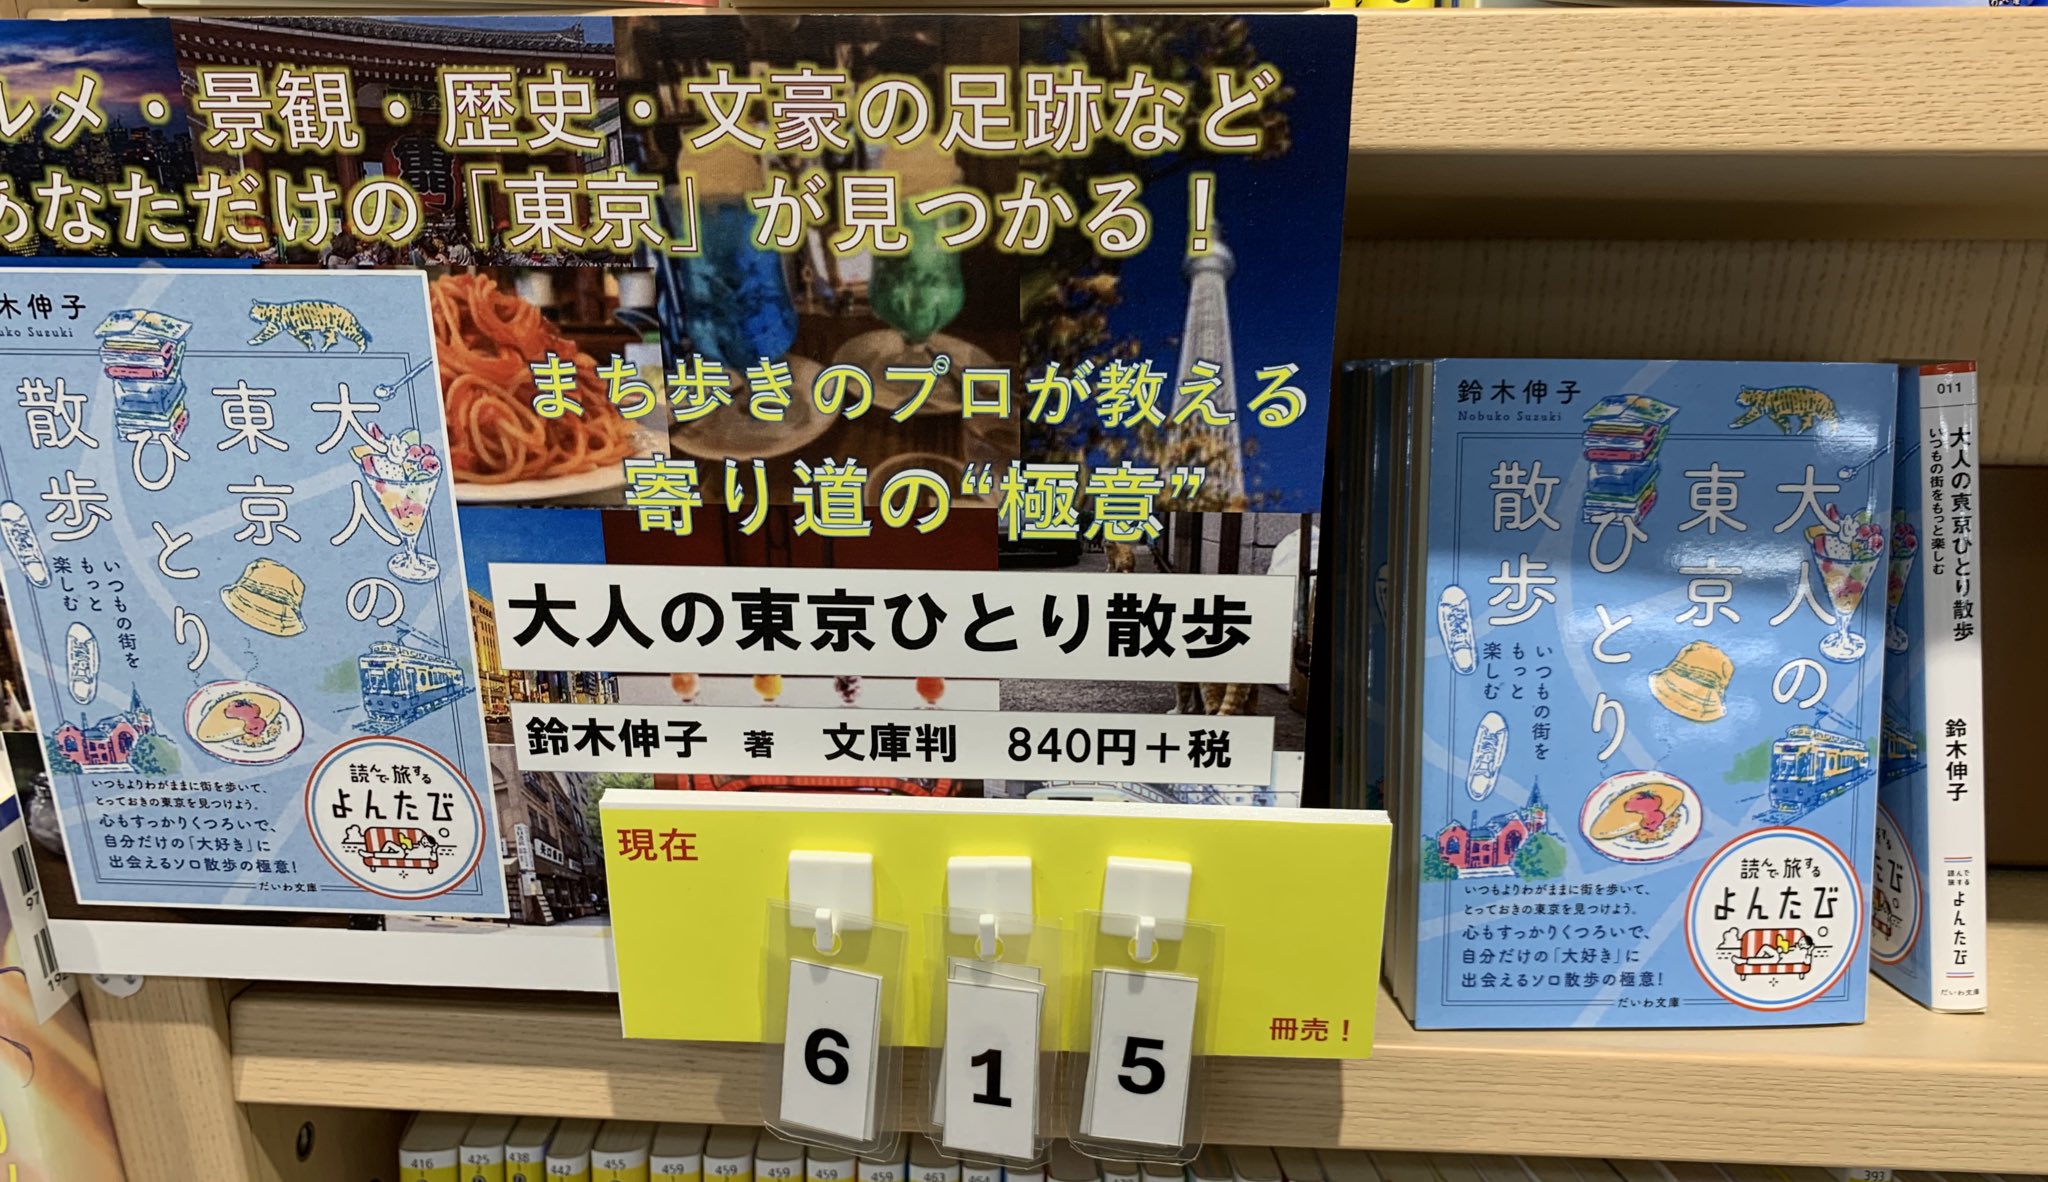 ルメ・景観・歴史・文豪の足跡など
あなただけの「東京」が見つかる！
まち歩きのプロが教える
寄り道の“極意”
大人の東京ひとり散歩
鈴木伸子 著 文庫判 840円＋税
木伸子
uko Suzuki
大人の
東京
ひとり
散歩
いつもの街を
もっと
楽しむ
いつもよりわがままに街を歩いて、
とっておきの東京を見つけよう。
心もすっかりくつろいで、
自分だけの「大好き」に
出会えるソロ散歩の極意！
だいわ文庫
読んで旅する
よんたび
現在
6 1 5
冊売！
鈴木伸子
Nobuko Suzuki
大人の
東京
ひとり
散歩
いつもの街を
もっと
楽しむ
いつもよりわがままに街を歩いて、
とっておきの東京を見つけよう。
心もすっかりくつろいで、
自分だけの「大好き」に
出会えるソロ散歩の極意！
だいわ文庫
読んで旅する
よんたび
011
大人の東京ひとり散歩
いつもの街をもっと楽しむ
鈴木伸子
読んで旅する
よんたび
だいわ文庫
97
192
416
425
438
442
455
459
459
459
459
459
463
464
393